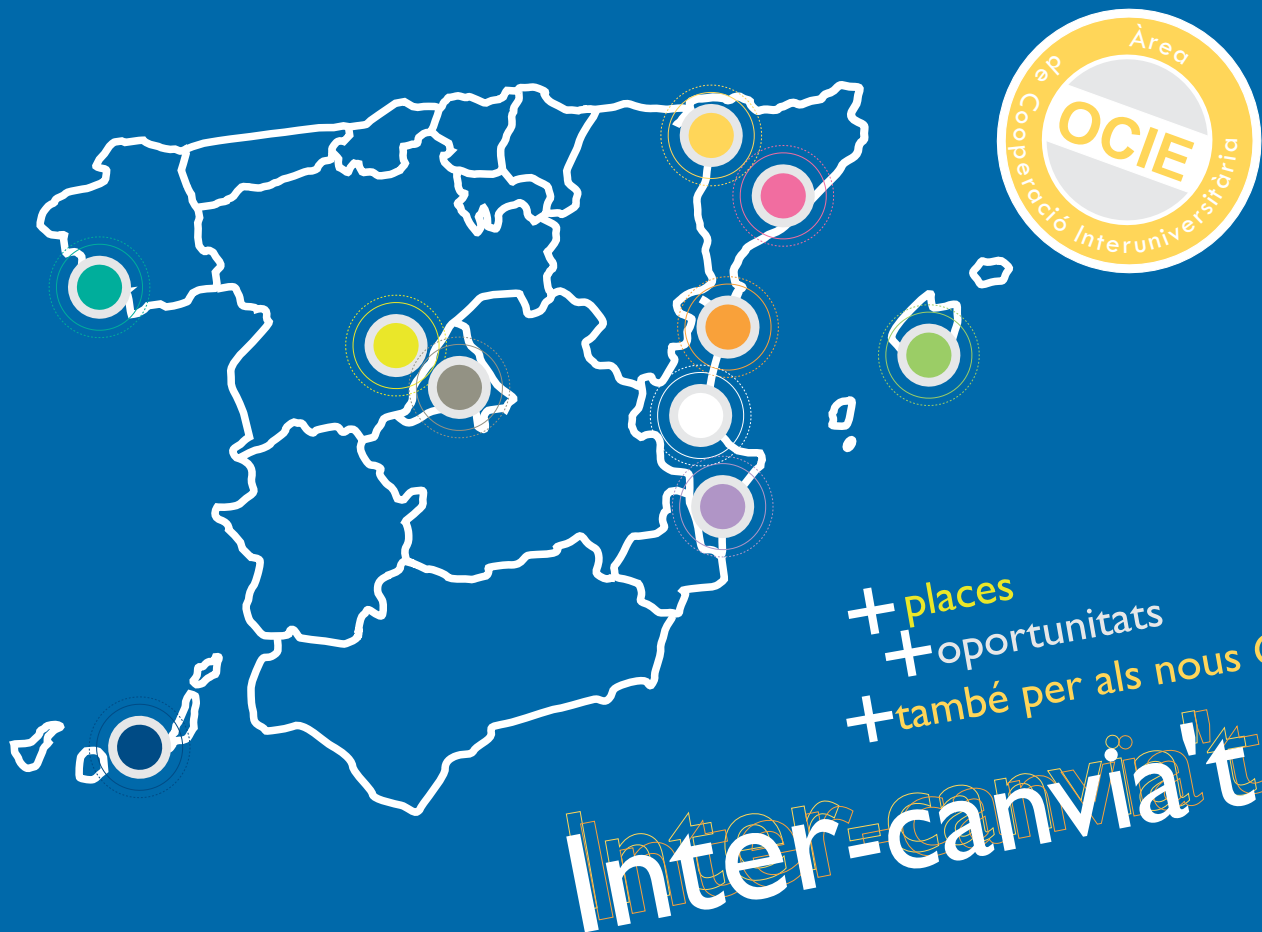 Àrea
de Cooperació Interuniversitària
OCIE
+ places
+ oportunitats
+ també per als nous
Inter-canvia't